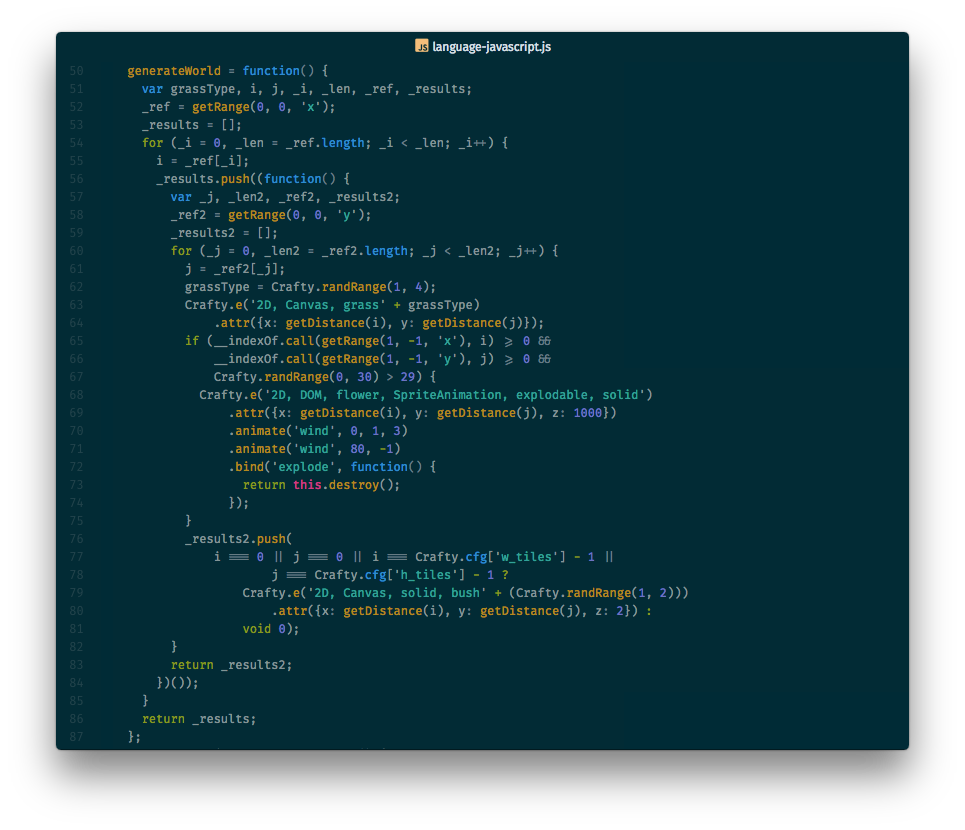 JS language-javascript.js
50 generateWorld = function() {
51 var grassType, i, j, _i, _len, _ref, _results;
52 _ref = getRange(0, 0, 'x');
53 _results = [];
54 for (_i = 0, _len = _ref.length; _i < _len; _i++) {
55 i = _ref[_i];
56 _results.push((function() {
57 var _j, _len2, _ref2, _results2;
58 _ref2 = getRange(0, 0, 'y');
59 _results2 = [];
60 for (_j = 0, _len2 = _ref2.length; _j < _len2; _j++) {
61 j = _ref2[_j];
62 grassType = Crafty.randRange(1, 4);
63 Crafty.e('2D, Canvas, grass' + grassType)
64 .attr({x: getDistance(i), y: getDistance(j)});
65 if (__indexOf.call(getRange(1, -1, 'x'), i) >= 0 &&
66 __indexOf.call(getRange(1, -1, 'y'), j) >= 0 &&
67 Crafty.randRange(0, 30) > 29) {
68 Crafty.e('2D, DOM, flower, SpriteAnimation, explodable, solid')
69 .attr({x: getDistance(i), y: getDistance(j), z: 1000})
70 .animate('wind', 0, 1, 3)
71 .animate('wind', 80, -1)
72 .bind('explode', function() {
73 return this.destroy();
74 });
75 }
76 _results2.push(
77 i === 0 || j === 0 || i === Crafty.cfg['w_tiles'] - 1 ||
78 j === Crafty.cfg['h_tiles'] - 1 ?
79 Crafty.e('2D, Canvas, solid, bush' + (Crafty.randRange(1, 2)))
80 .attr({x: getDistance(i), y: getDistance(j), z: 2}) :
81 void 0);
82 }
83 return _results2;
84 })());
85 }
86 return _results;
87 };